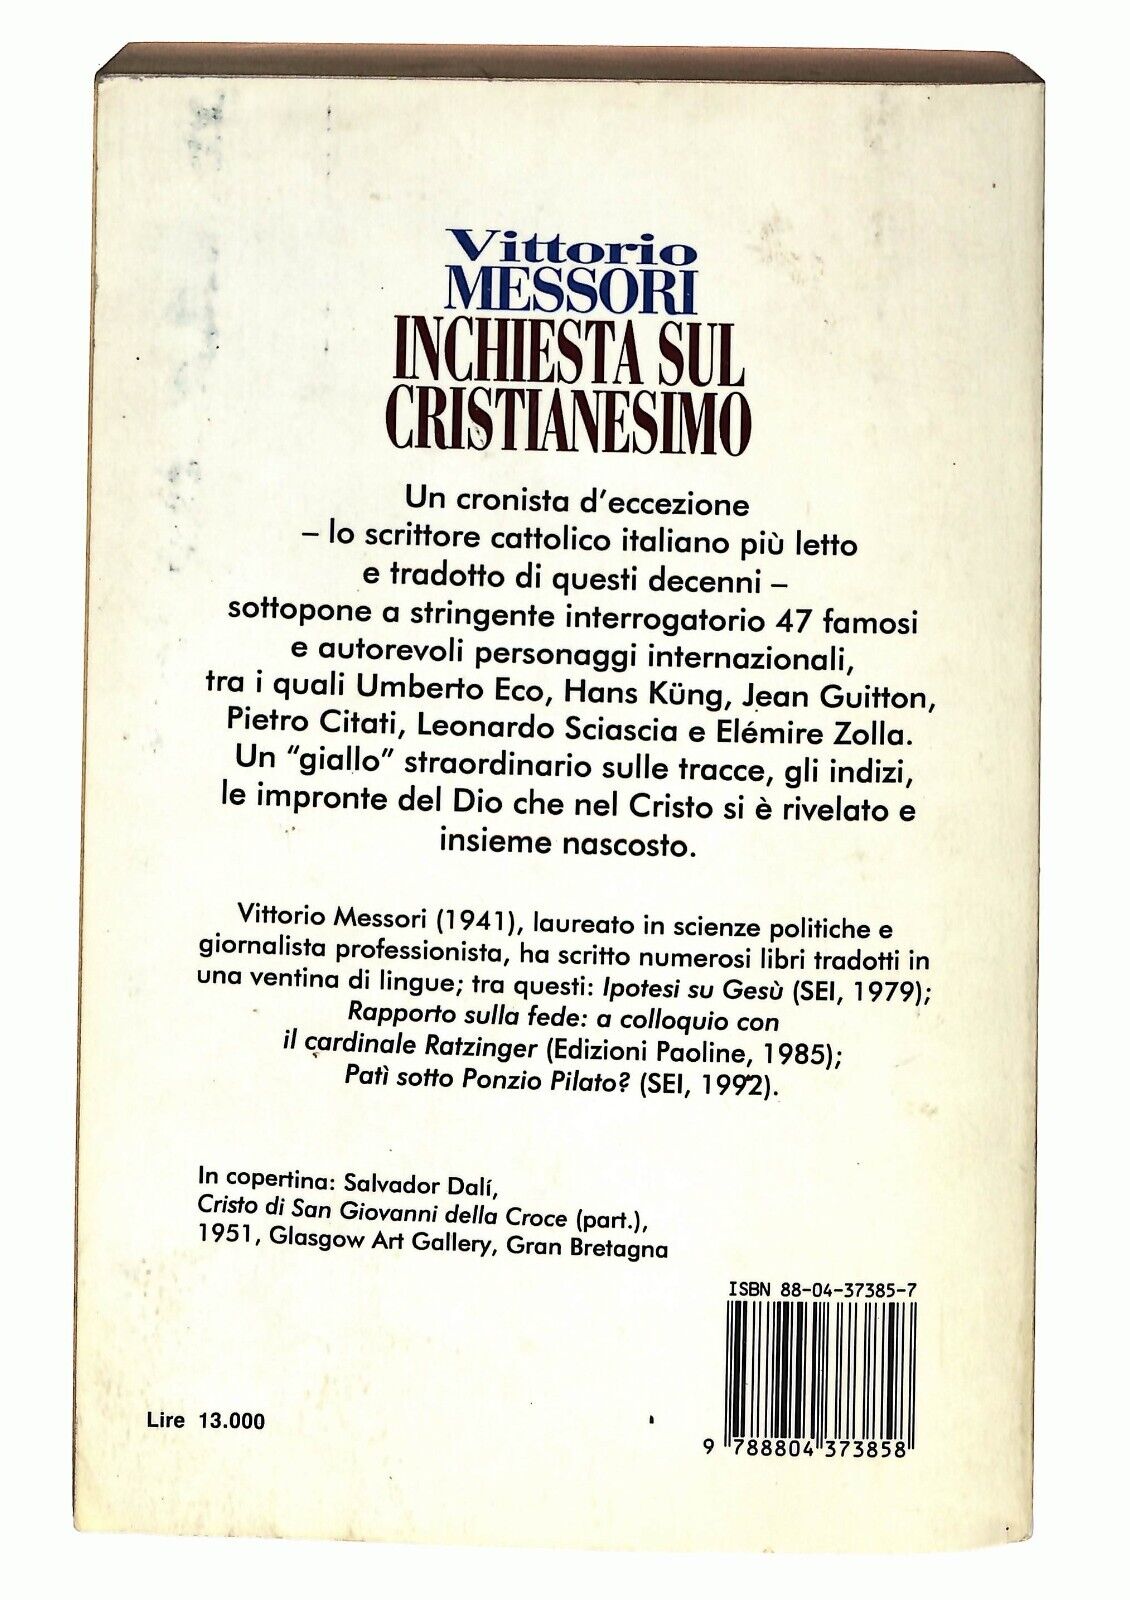 Vittorio
MESSORI
INCHIESTA SUL
CRISTIANESIMO
Un cronista d'eccezione
– lo scrittore cattolico italiano più letto
e tradotto di questi decenni –
sottopone a stringente interrogatorio 47 famosi
e autorevoli personaggi internazionali,
tra i quali Umberto Eco, Hans Küng, Jean Guitton,
Pietro Citati, Leonardo Sciascia e Elémire Zolla.
Un "giallo" straordinario sulle tracce, gli indizi,
le impronte del Dio che nel Cristo si è rivelato e
insieme nascosto.
Vittorio Messori (1941), laureato in scienze politiche e
giornalista professionista, ha scritto numerosi libri tradotti in
una ventina di lingue; tra questi: Ipotesi su Gesù (SEI, 1979);
Rapporto sulla fede: a colloquio con
il cardinale Ratzinger (Edizioni Paoline, 1985);
Patì sotto Ponzio Pilato? (SEI, 1992).
In copertina: Salvador Dalí,
Cristo di San Giovanni della Croce (part.),
1951, Glasgow Art Gallery, Gran Bretagna
ISBN 88-04-37385-7
Lire 13.000
9 788804 373858